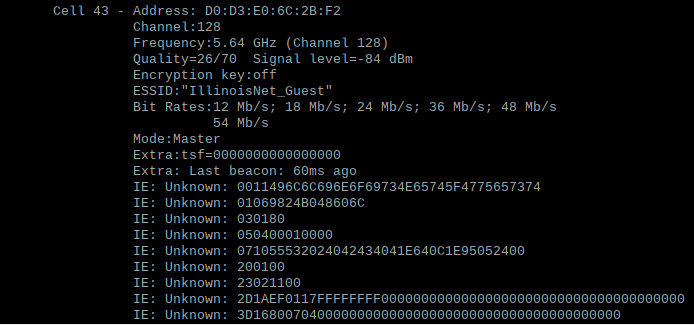 Cell 43 - Address: D0:D3:E0:6C:2B:F2
Channel:128
Frequency:5.64 GHz (Channel 128)
Quality=26/70  Signal level=-84 dBm
Encryption key:off
ESSID:"IllinoisNet_Guest"
Bit Rates:12 Mb/s; 18 Mb/s; 24 Mb/s; 36 Mb/s; 48 Mb/s
54 Mb/s
Mode:Master
Extra:tsf=0000000000000000
Extra: Last beacon: 60ms ago
IE: Unknown: 0011496C6C696E6F69734E65745F4775657374
IE: Unknown: 01069824B048606C
IE: Unknown: 030180
IE: Unknown: 050400010000
IE: Unknown: 071055532024042434041E640C1E95052400
IE: Unknown: 200100
IE: Unknown: 23021100
IE: Unknown: 2D1AEF0117FFFFFFFF00000000000000000000000000000000000000
IE: Unknown: 3D16800704000000000000000000000000000000000000